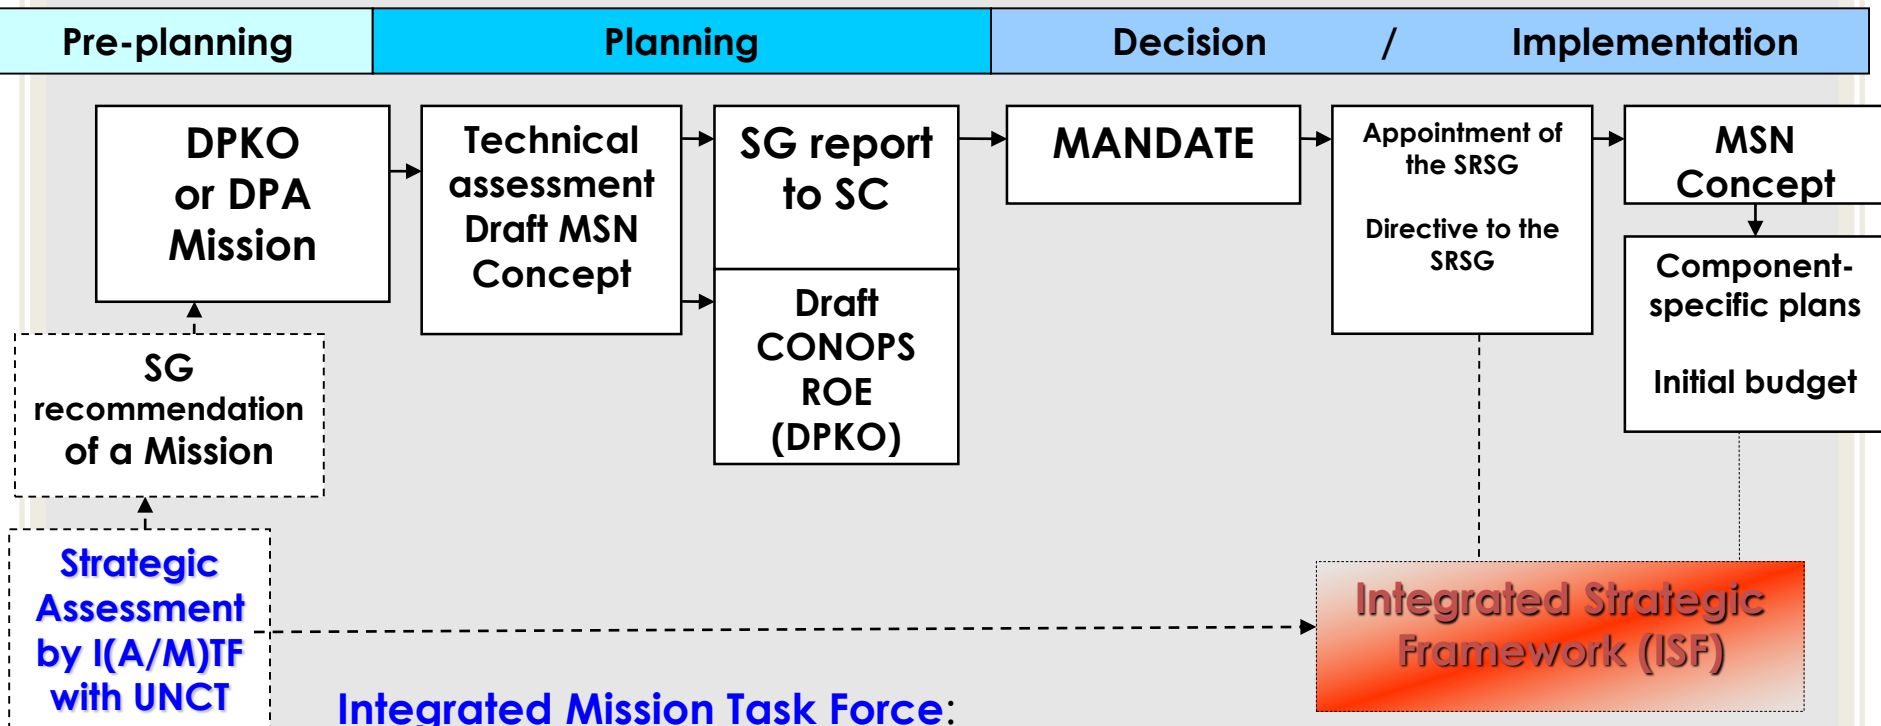 Pre-planning
Planning
Decision / Implementation
DPKO
or DPA
Mission
Technical
assessment
Draft MSN
Concept
SG report
to SC
Draft
CONOPS
ROE
(DPKO)
MANDATE
Appointment of
the SRSG
Directive to the
SRSG
MSN
Concept
Component-
specific plans
Initial budget
SG
recommendation
of a Mission
Strategic
Assessment
by I(A/M)TF
with UNCT
Integrated Strategic
Framework (ISF)
Integrated Mission Task Force: